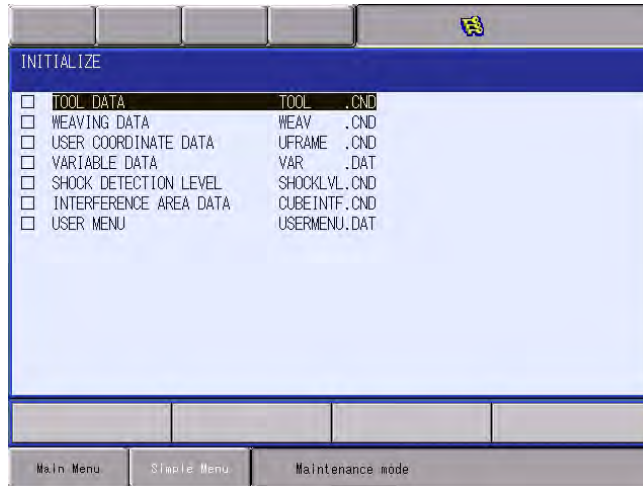 INITIALIZE
TOOL DATA TOOL .CND
WEAVING DATA WEAV .CND
USER COORDINATE DATA UFRAME .CND
VARIABLE DATA VAR .DAT
SHOCK DETECTION LEVEL SHOCKLVL.CND
INTERFERENCE AREA DATA CUBEINTF.CND
USER MENU USERMENU.DAT
Main Menu Simple Menu Maintenance mode